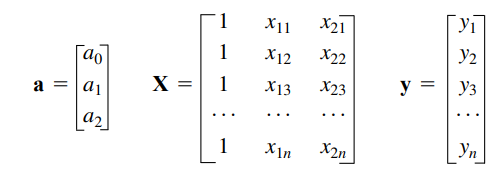 1 x11 x21 y1
a0 1 x12 x22 y2
a = a1 X = 1 x13 x23 y = y3
a2 ... ... ... ...
1 x1n x2n yn